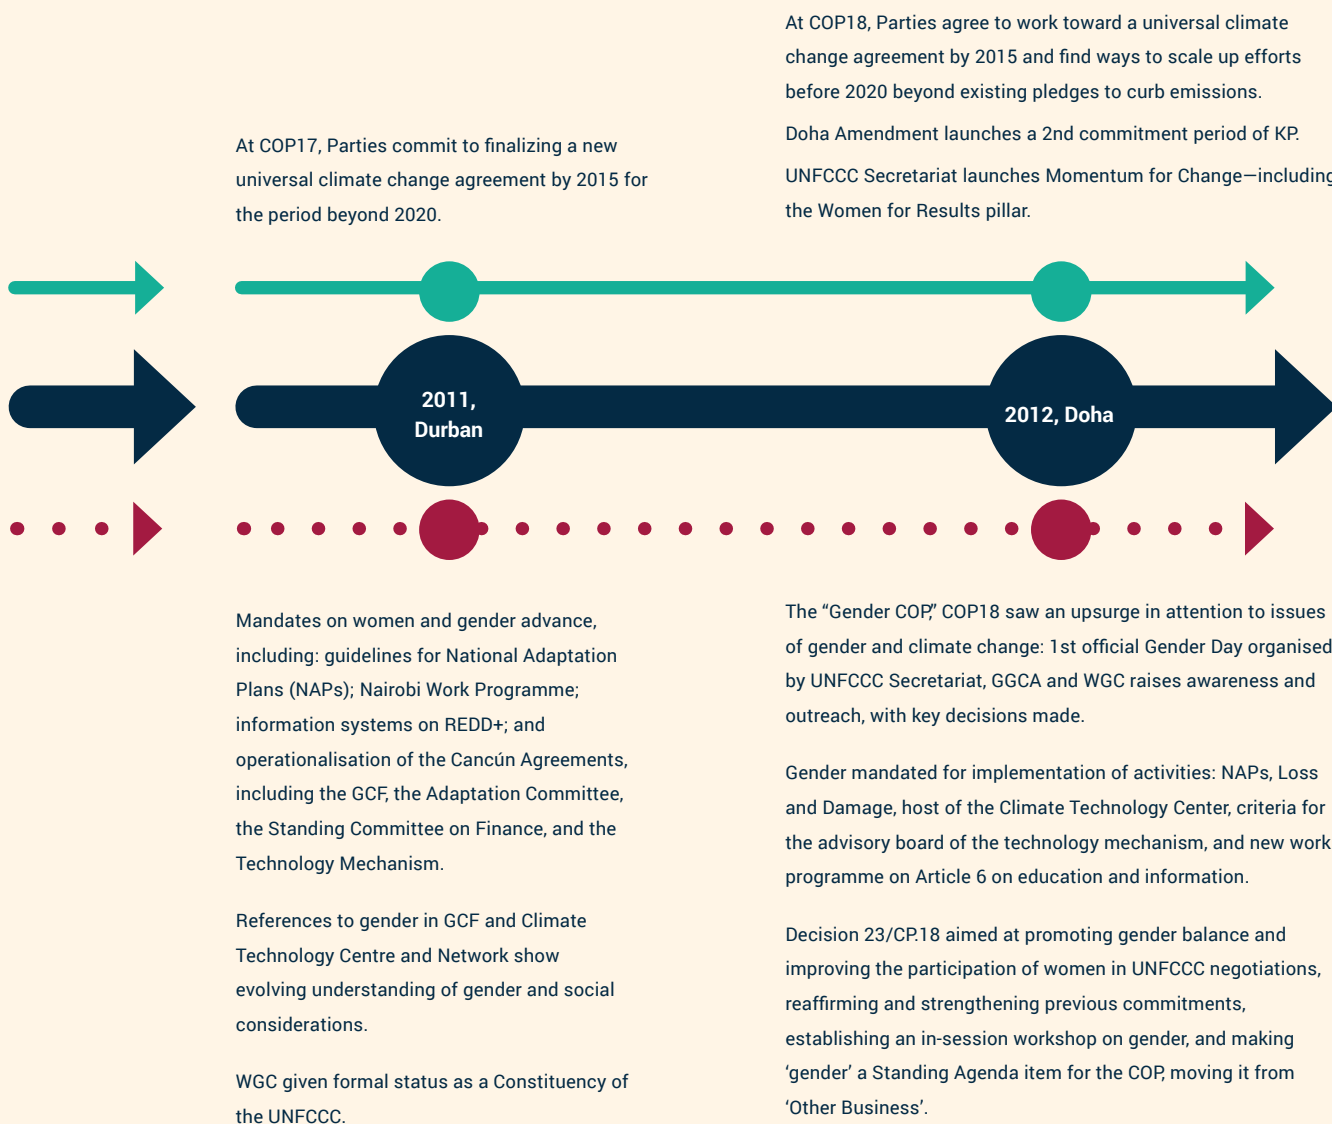 At COP17, Parties commit to finalizing a new
universal climate change agreement by 2015 for
the period beyond 2020.
At COP18, Parties agree to work toward a universal climate
change agreement by 2015 and find ways to scale up efforts
before 2020 beyond existing pledges to curb emissions.
Doha Amendment launches a 2nd commitment period of KP.
UNFCCC Secretariat launches Momentum for Change—including
the Women for Results pillar.
2011,
Durban
2012, Doha
Mandates on women and gender advance,
including: guidelines for National Adaptation
Plans (NAPs); Nairobi Work Programme;
information systems on REDD+; and
operationalisation of the Cancún Agreements,
including the GCF, the Adaptation Committee,
the Standing Committee on Finance, and the
Technology Mechanism.
References to gender in GCF and Climate
Technology Centre and Network show
evolving understanding of gender and social
considerations.
WGC given formal status as a Constituency of
the UNFCCC.
The “Gender COP,” COP18 saw an upsurge in attention to issues
of gender and climate change: 1st official Gender Day organised
by UNFCCC Secretariat, GGCA and WGC raises awareness and
outreach, with key decisions made.
Gender mandated for implementation of activities: NAPs, Loss
and Damage, host of the Climate Technology Center, criteria for
the advisory board of the technology mechanism, and new work
programme on Article 6 on education and information.
Decision 23/CP.18 aimed at promoting gender balance and
improving the participation of women in UNFCCC negotiations,
reaffirming and strengthening previous commitments,
establishing an in-session workshop on gender, and making
‘gender’ a Standing Agenda item for the COP, moving it from
‘Other Business’.